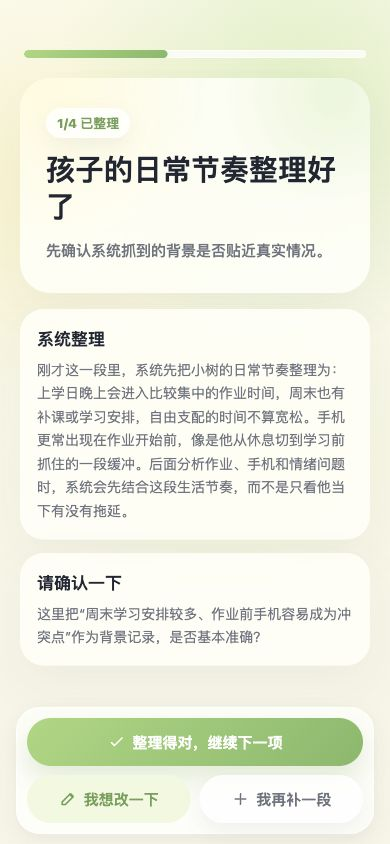 1/4 已整理
孩子的日常节奏整理好
了
先确认系统抓到的背景是否贴近真实情况。
系统整理
刚才这一段里，系统先把小树的日常节奏整理为：
上学日晚上会进入比较集中的作业时间，周末也有
补课或学习安排，自由支配的时间不算宽松。手机
更常出现在作业开始前，像是他从休息切到学习前
抓住的一段缓冲。后面分析作业、手机和情绪问题
时，系统会先结合这段生活节奏，而不是只看他当
下有没有拖延。
请确认一下
这里把“周末学习安排较多、作业前手机容易成为冲
突点”作为背景记录，是否基本准确？
整理得对，继续下一项
我想改一下
我再补一段